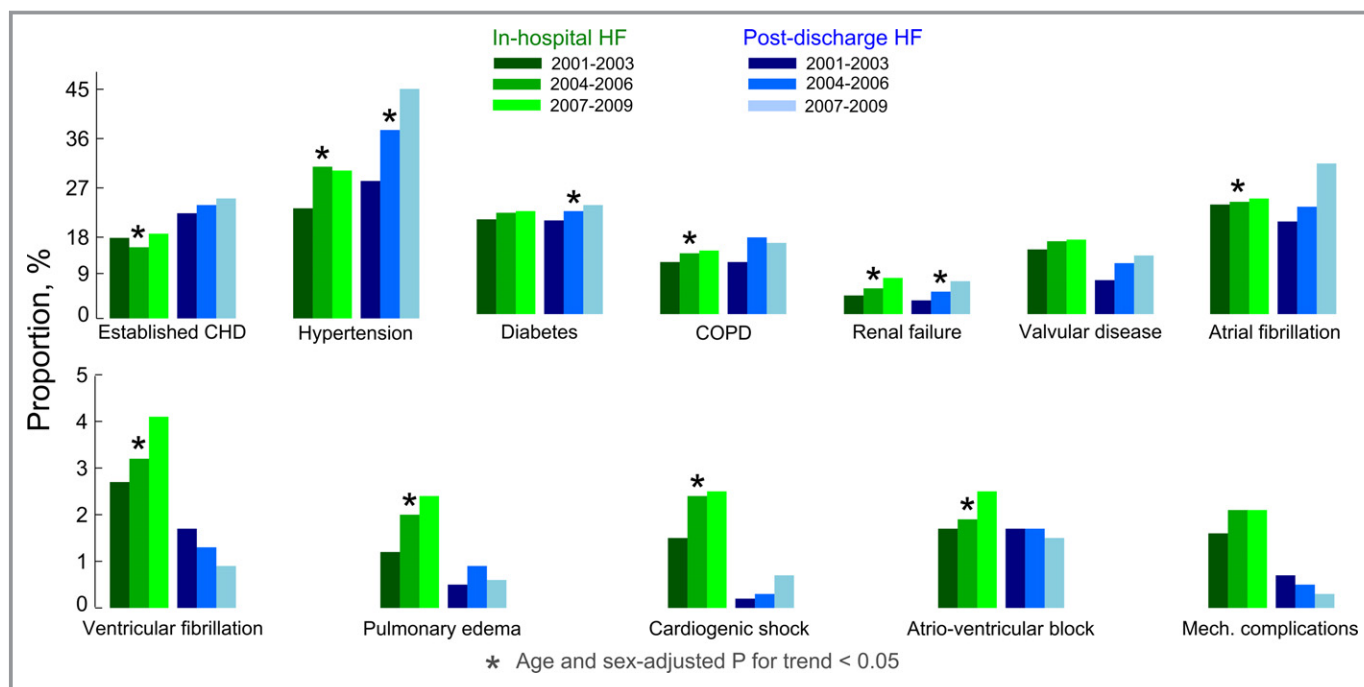 In-hospital HF Post-discharge HF
2001-2003 2001-2003
2004-2006 2004-2006
2007-2009 2007-2009
Proportion, %
45
36
27
18
9
0
* * * * * * * *
Established CHD Hypertension Diabetes COPD Renal failure Valvular disease Atrial fibrillation
5
4
3
2
1
0
* * * *
Ventricular fibrillation Pulmonary edema Cardiogenic shock Atrio-ventricular block Mech. complications
* Age and sex-adjusted P for trend < 0.05